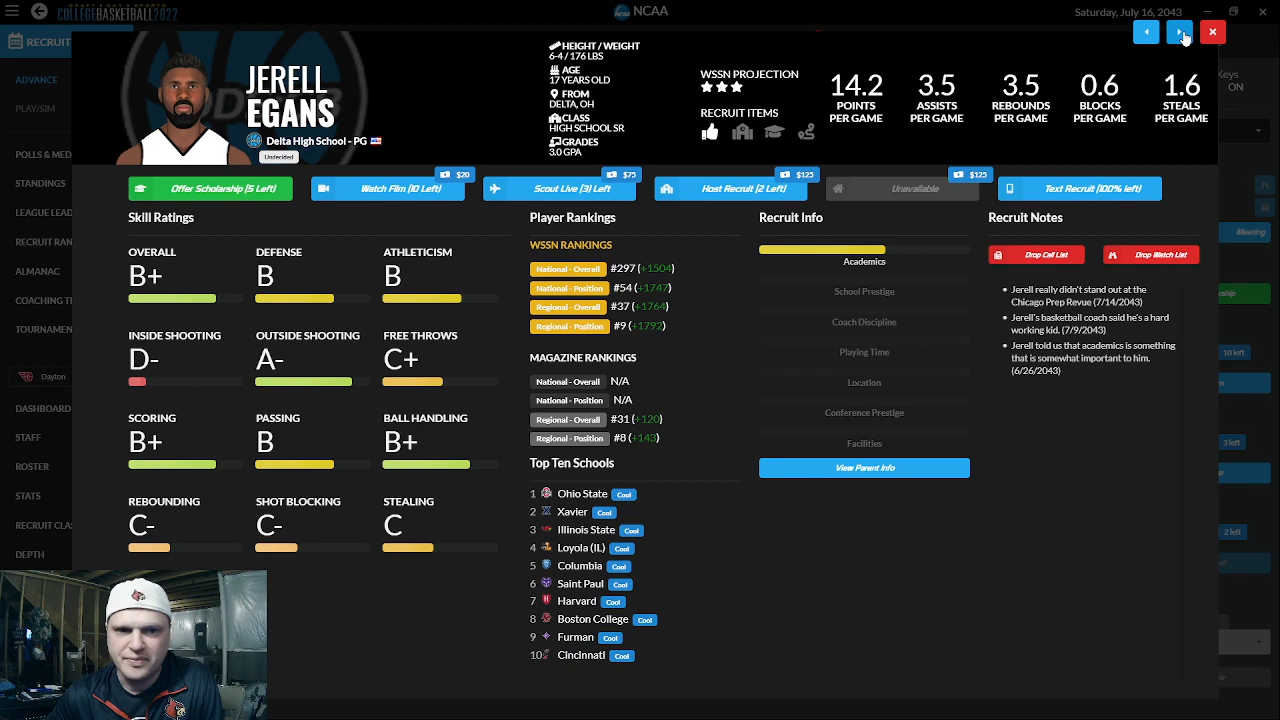 DRAFT DAY SPORTS
COLLEGE BASKETBALL 2022
NCAA
Saturday, July 16, 2043
RECRUIT
ADVANCE
PLAY/SIM
POLLS & MED
STANDINGS
LEAGUE LEAD
RECRUIT RAN
ALMANAC
COACHING T
TOURNAMEN
Dayton
DASHBOARD
STAFF
ROSTER
STATS
RECRUIT CLA
DEPTH
JERELL
EGANS
Delta High School - PG
Undecided
HEIGHT / WEIGHT
6-4 / 176 LBS
AGE
17 YEARS OLD
FROM
DELTA, OH
CLASS
HIGH SCHOOL SR
GRADES
3.0 GPA
WSSN PROJECTION
RECRUIT ITEMS
14.2
POINTS
PER GAME
3.5
ASSISTS
PER GAME
3.5
REBOUNDS
PER GAME
0.6
BLOCKS
PER GAME
1.6
STEALS
PER GAME
Offer Scholarship (5 Left)
$20
Watch Film (10 Left)
$75
Scout Live (3) Left
$125
Host Recruit (2 Left)
$125
Unavailable
Text Recruit (100% left)
Skill Ratings
OVERALL
B+
DEFENSE
B
ATHLETICISM
B
INSIDE SHOOTING
D-
OUTSIDE SHOOTING
A-
FREE THROWS
C+
SCORING
B+
PASSING
B
BALL HANDLING
B+
REBOUNDING
C-
SHOT BLOCKING
C-
STEALING
C
Player Rankings
WSSN RANKINGS
National - Overall #297 (+1504)
National - Position #54 (+1747)
Regional - Overall #37 (+1764)
Regional - Position #9 (+1792)
MAGAZINE RANKINGS
National - Overall N/A
National - Position N/A
Regional - Overall #31 (+120)
Regional - Position #8 (+143)
Top Ten Schools
1 Ohio State Cool
2 Xavier Cool
3 Illinois State Cool
4 Loyola (IL) Cool
5 Columbia Cool
6 Saint Paul Cool
7 Harvard Cool
8 Boston College Cool
9 Furman Cool
10 Cincinnati Cool
Recruit Info
Academics
School Prestige
Coach Discipline
Playing Time
Location
Conference Prestige
Facilities
View Parent Info
Recruit Notes
Drop Call List
Drop Watch List
Jerell really didn't stand out at the
Chicago Prep Revue (7/14/2043)
Jerell's basketball coach said he's a hard
working kid. (7/9/2043)
Jerell told us that academics is something
that is somewhat important to him.
(6/26/2043)
Keys
ON
Meeting
10 left
3 left
2 left